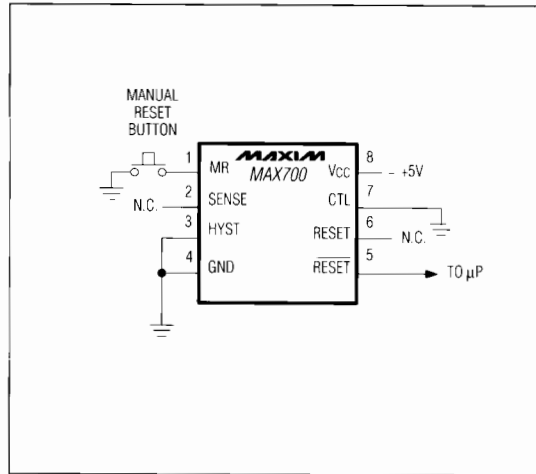 MANUAL
RESET
BUTTON
1
MR
MAXIM
MAX700
VCC
8
- +5V
N.C.
2
SENSE
CTL
7
3
HYST
RESET
6
N.C.
4
GND
RESET
5
TO µP